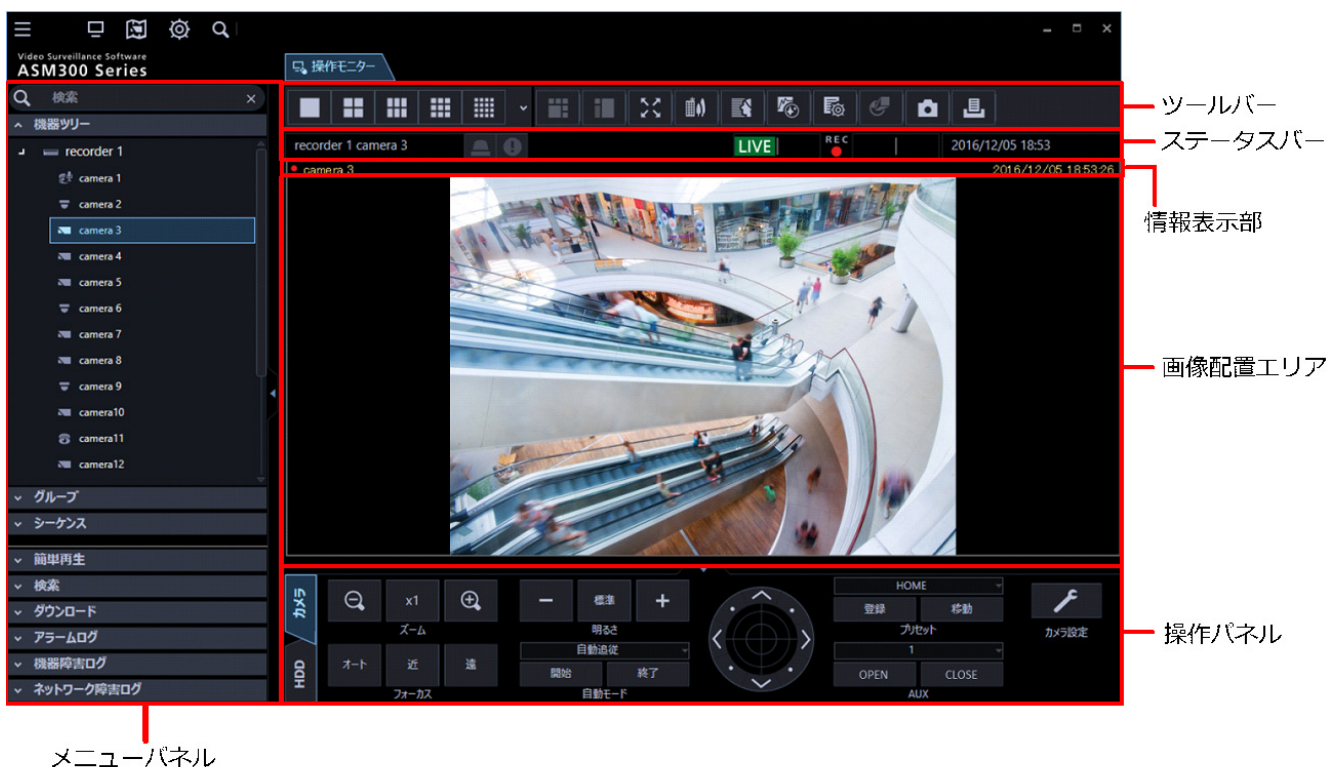 Video Surveillance Software
ASM300 Series
操作モニター
検索
機器ツリー
recorder 1
camera 1
camera 2
camera 3
camera 4
camera 5
camera 6
camera 7
camera 8
camera 9
camera10
camera11
camera12
グループ
シーケンス
簡単再生
検索
ダウンロード
アラームログ
機器障害ログ
ネットワーク障害ログ
メニューパネル
recorder 1 camera 3
LIVE
REC
2016/12/05 18:53
camera 3
2016/12/05 18:53:26
カメラ
HDD
x1
ズーム
オート
近
遠
フォーカス
標準
明るさ
自動追従
開始
終了
自動モード
HOME
登録
移動
プリセット
1
OPEN
CLOSE
AUX
カメラ設定
ツールバー
ステータスバー
情報表示部
画像配置エリア
操作パネル